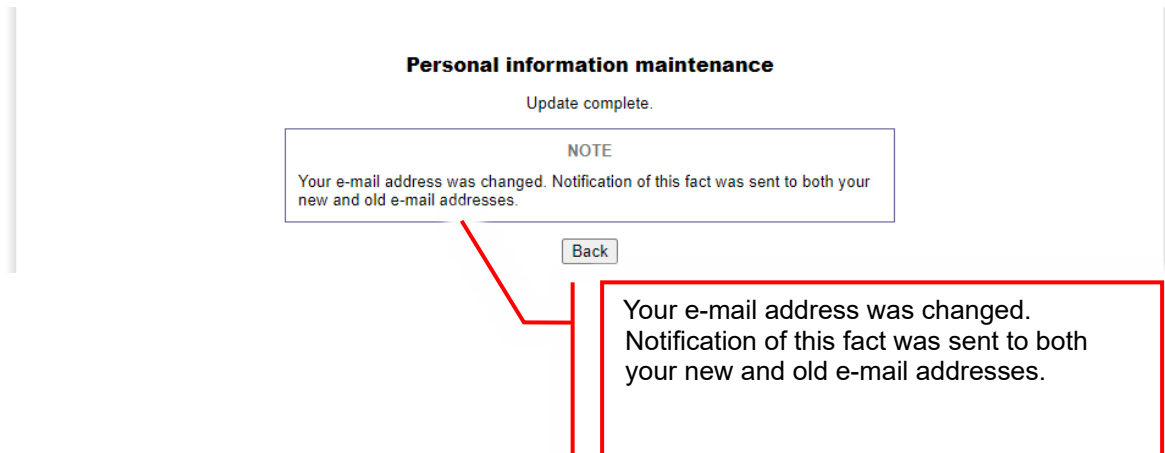 Personal information maintenance
Update complete.
NOTE
Your e-mail address was changed. Notification of this fact was sent to both your
new and old e-mail addresses.
Back
Your e-mail address was changed.
Notification of this fact was sent to both
your new and old e-mail addresses.